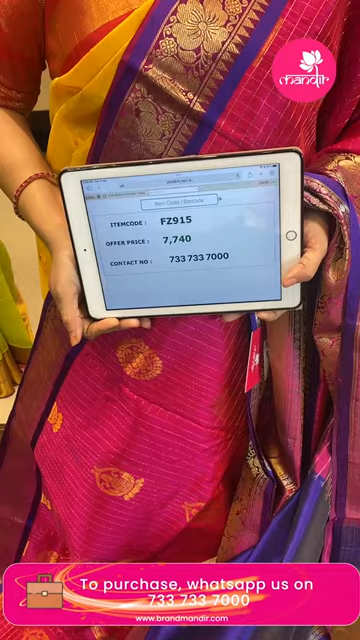 mandir
Item Code / Barcode
ITEMCODE : FZ915
OFFER PRICE : 7,740
CONTACT NO : 733 733 7000
To purchase, whatsapp us on
733 733 7000
www.brandmandir.com